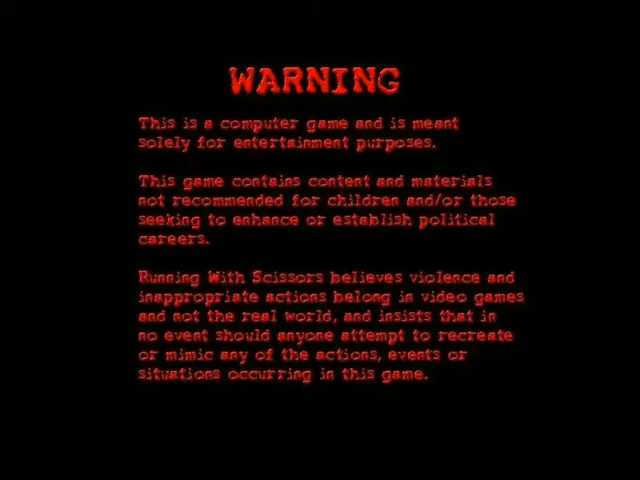 WARNING
This is a computer game and is meant
solely for entertainment purposes.
This game contains content and materials
not recommended for children and/or those
seeking to enhance or establish political
careers.
Running With Scissors believes violence and
inappropriate actions belong in video games
and not the real world, and insists that in
no event should anyone attempt to recreate
or mimic any of the actions, events or
situations occurring in this game.